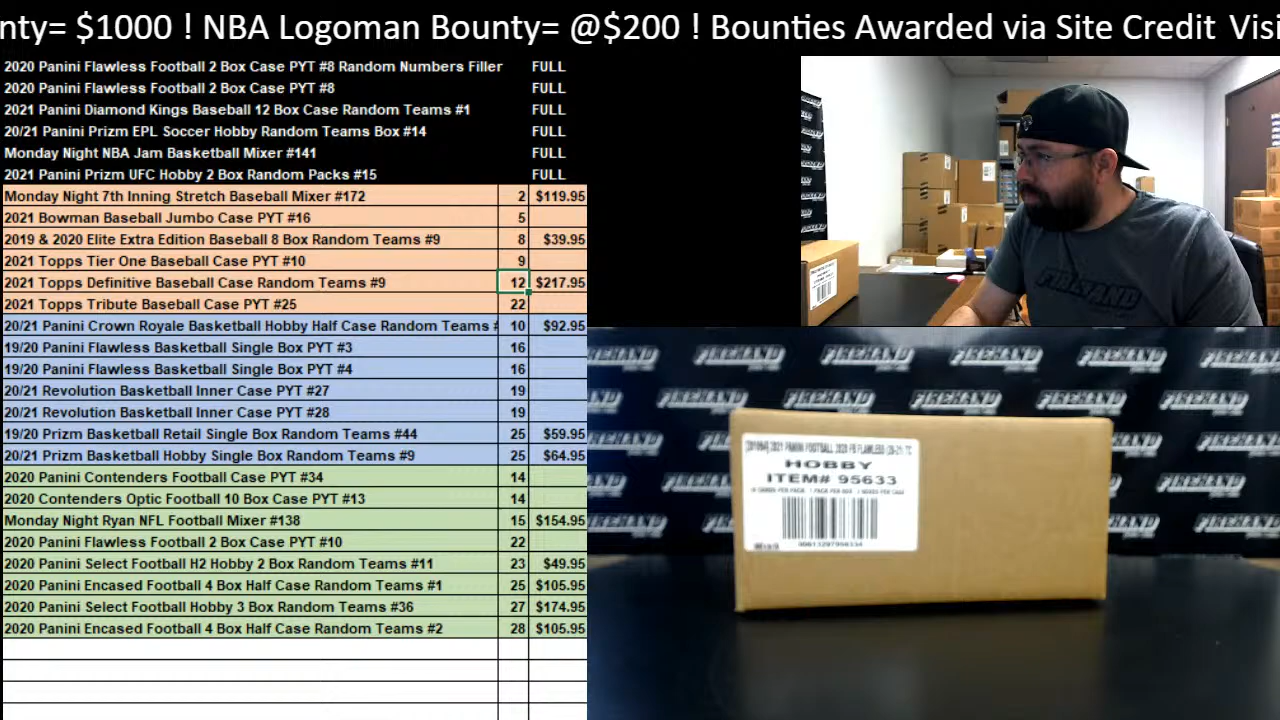 nty= $1000 ! NBA Logoman Bounty= @$200 ! Bounties Awarded via Site Credit Visi
2020 Panini Flawless Football 2 Box Case PYT #8 Random Numbers Filler FULL
2020 Panini Flawless Football 2 Box Case PYT #8 FULL
2021 Panini Diamond Kings Baseball 12 Box Case Random Teams #1 FULL
20/21 Panini Prizm EPL Soccer Hobby Random Teams Box #14 FULL
Monday Night NBA Jam Basketball Mixer #141 FULL
2021 Panini Prizm UFC Hobby 2 Box Random Packs #15 FULL
Monday Night 7th Inning Stretch Baseball Mixer #172 2 $119.95
2021 Bowman Baseball Jumbo Case PYT #16 5
2019 & 2020 Elite Extra Edition Baseball 8 Box Random Teams #9 8 $39.95
2021 Topps Tier One Baseball Case PYT #10 9
2021 Topps Definitive Baseball Case Random Teams #9 12 $217.95
2021 Topps Tribute Baseball Case PYT #25 22
20/21 Panini Crown Royale Basketball Hobby Half Case Random Teams # 10 $92.95
19/20 Panini Flawless Basketball Single Box PYT #3 16
19/20 Panini Flawless Basketball Single Box PYT #4 16
20/21 Revolution Basketball Inner Case PYT #27 19
20/21 Revolution Basketball Inner Case PYT #28 19
19/20 Prizm Basketball Retail Single Box Random Teams #44 25 $59.95
20/21 Prizm Basketball Hobby Single Box Random Teams #9 25 $64.95
2020 Panini Contenders Football Case PYT #34 14
2020 Contenders Optic Football 10 Box Case PYT #13 14
Monday Night Ryan NFL Football Mixer #138 15 $154.95
2020 Panini Flawless Football 2 Box Case PYT #10 22
2020 Panini Select Football H2 Hobby 2 Box Random Teams #11 23 $49.95
2020 Panini Encased Football 4 Box Half Case Random Teams #1 25 $105.95
2020 Panini Select Football Hobby 3 Box Random Teams #36 27 $174.95
2020 Panini Encased Football 4 Box Half Case Random Teams #2 28 $105.95
FIREHAND
2021 PANINI FOOTBALL 2020 FB FLAWLESS
HOBBY
ITEM# 95633